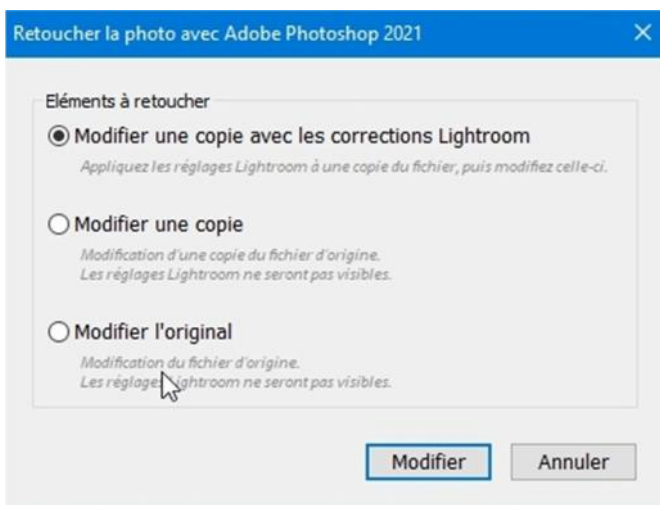 Retoucher la photo avec Adobe Photoshop 2021
Eléments à retoucher
Modifier une copie avec les corrections Lightroom
Appliquez les réglages Lightroom à une copie du fichier, puis modifiez celle-ci.
Modifier une copie
Modification d'une copie du fichier d'origine.
Les réglages Lightroom ne seront pas visibles.
Modifier l'original
Modification du fichier d'origine.
Les réglages Lightroom ne seront pas visibles.
Modifier
Annuler